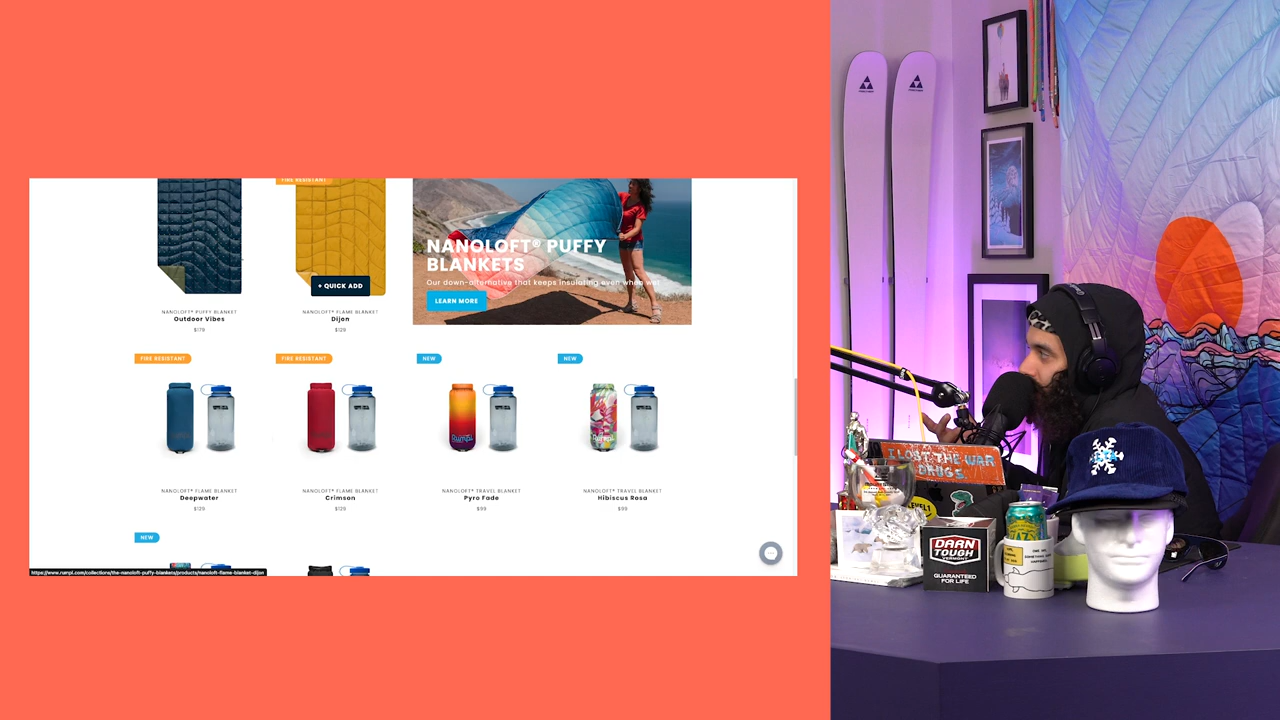 FIRE RESISTANT
+ QUICK ADD
NANOLOFT® PUFFY
BLANKETS
Our down-alternative that keeps insulating even when wet
LEARN MORE
NANOLOFT® PUFFY BLANKET
Outdoor Vibes
$179
NANOLOFT® FLAME BLANKET
Dijon
$129
FIRE RESISTANT
FIRE RESISTANT
NEW
NEW
Rumpl
Rumpl
NANOLOFT® FLAME BLANKET
Deepwater
$129
NANOLOFT® FLAME BLANKET
Crimson
$129
NANOLOFT® TRAVEL BLANKET
Pyro Fade
$99
NANOLOFT® TRAVEL BLANKET
Hibiscus Rosa
$99
NEW
https://www.rumpl.com/collections/the-nanoloft-puffy-blankets/products/nanoloft-flame-blanket-dijon
I LOST THE WAR
DRUGS.
LEVEL1
DARN
TOUGH
VERMONT
GUARANTEED
FOR LIFE